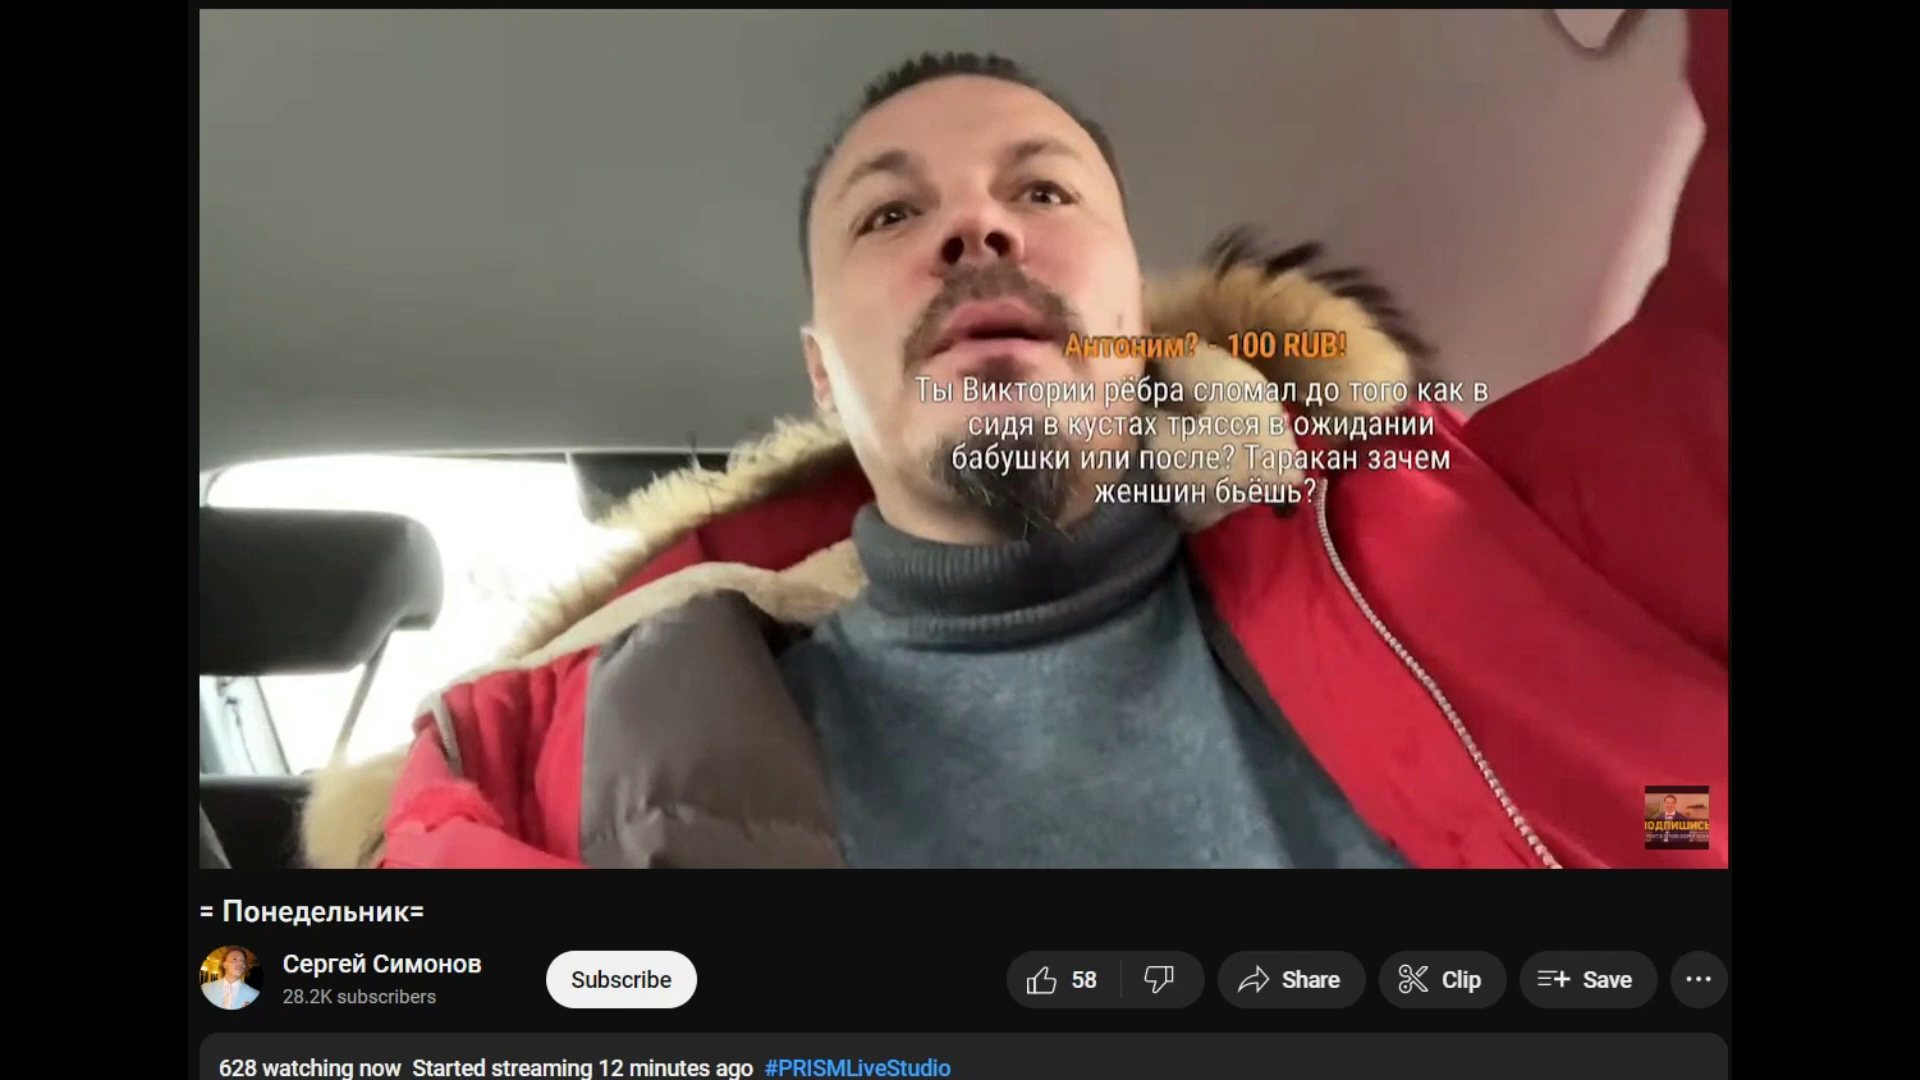 Антоним? - 100 RUB!
Ты Виктории рёбра сломал до того как в
сидя в кустах трясся в ожидании
бабушки или после? Таракан зачем
женшин бьёшь?
ПОДПИШИСЬ
= Понедельник=
Сергей Симонов
28.2K subscribers
Subscribe
58
Share
Clip
Save
628 watching now Started streaming 12 minutes ago #PRISMLiveStudio